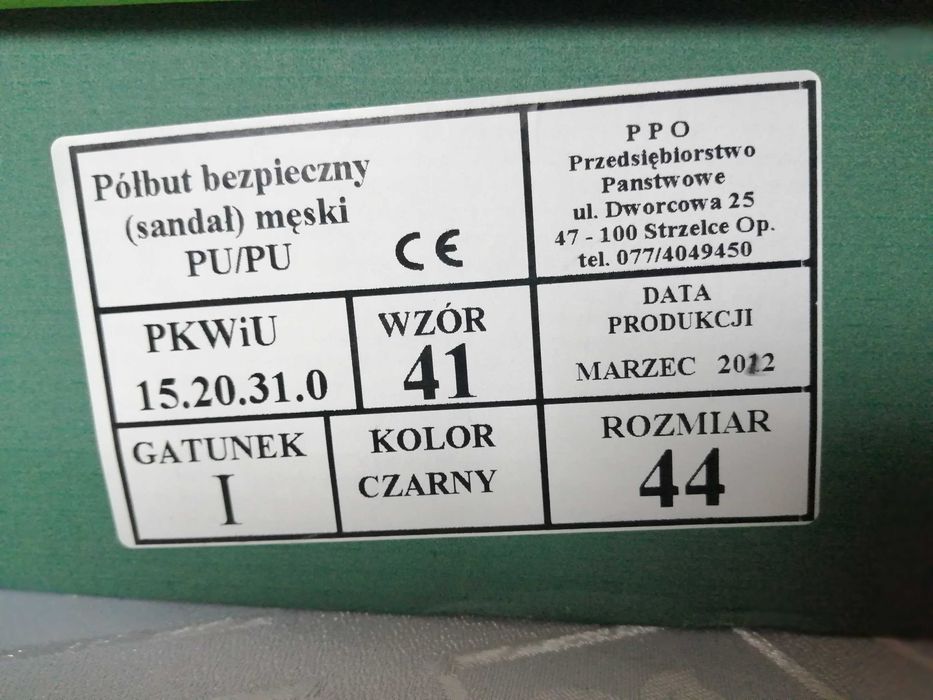 Półbut bezpieczny
(sandał) męski
PU/PU
CE
P P O
Przedsiębiorstwo
Panstwowe
ul. Dworcowa 25
47 - 100 Strzelce Op.
tel. 077/4049450
PKWiU
15.20.31.0
WZÓR
41
DATA
PRODUKCJI
MARZEC 2012
GATUNEK
I
KOLOR
CZARNY
ROZMIAR
44